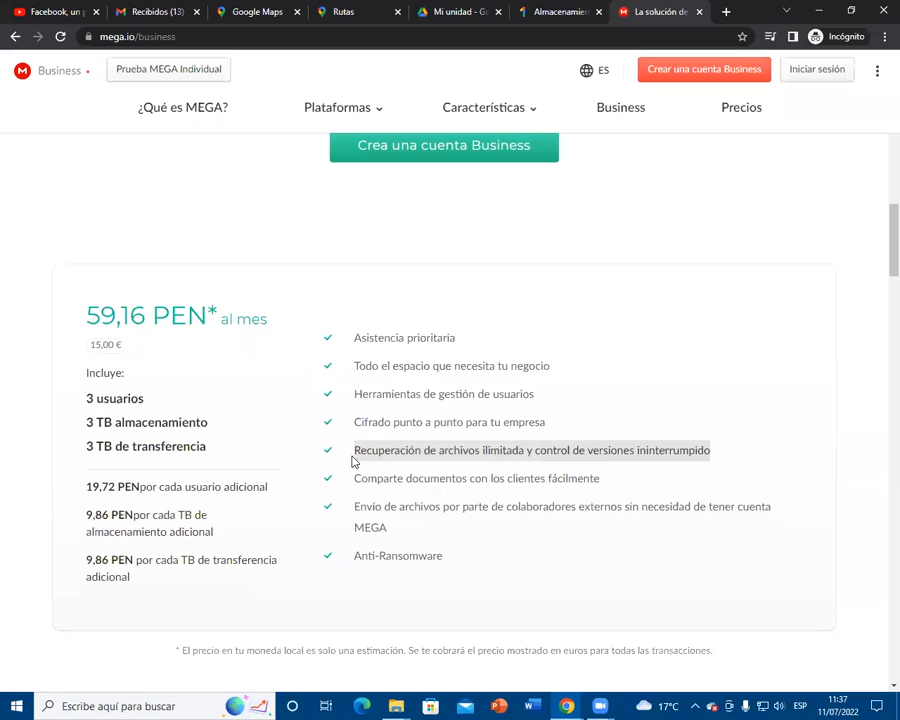 Facebook, un p
Recibidos (13)
Google Maps
Rutas
Mi unidad - Go
Almacenamien
La solución de
mega.io/business
Incógnito
M Business
Prueba MEGA Individual
ES
Crear una cuenta Business
Iniciar sesión
¿Qué es MEGA?
Plataformas
Características
Business
Precios
Crea una cuenta Business
59,16 PEN* al mes
15,00 €
Incluye:
3 usuarios
3 TB almacenamiento
3 TB de transferencia
19,72 PENpor cada usuario adicional
9,86 PENpor cada TB de
almacenamiento adicional
9,86 PEN por cada TB de transferencia
adicional
Asistencia prioritaria
Todo el espacio que necesita tu negocio
Herramientas de gestión de usuarios
Cifrado punto a punto para tu empresa
Recuperación de archivos ilimitada y control de versiones ininterrumpido
Comparte documentos con los clientes fácilmente
Envío de archivos por parte de colaboradores externos sin necesidad de tener cuenta
MEGA
Anti-Ransomware
* El precio en tu moneda local es solo una estimación. Se te cobrará el precio mostrado en euros para todas las transacciones.
Escribe aquí para buscar
17°C
ESP
11:37
11/07/2022